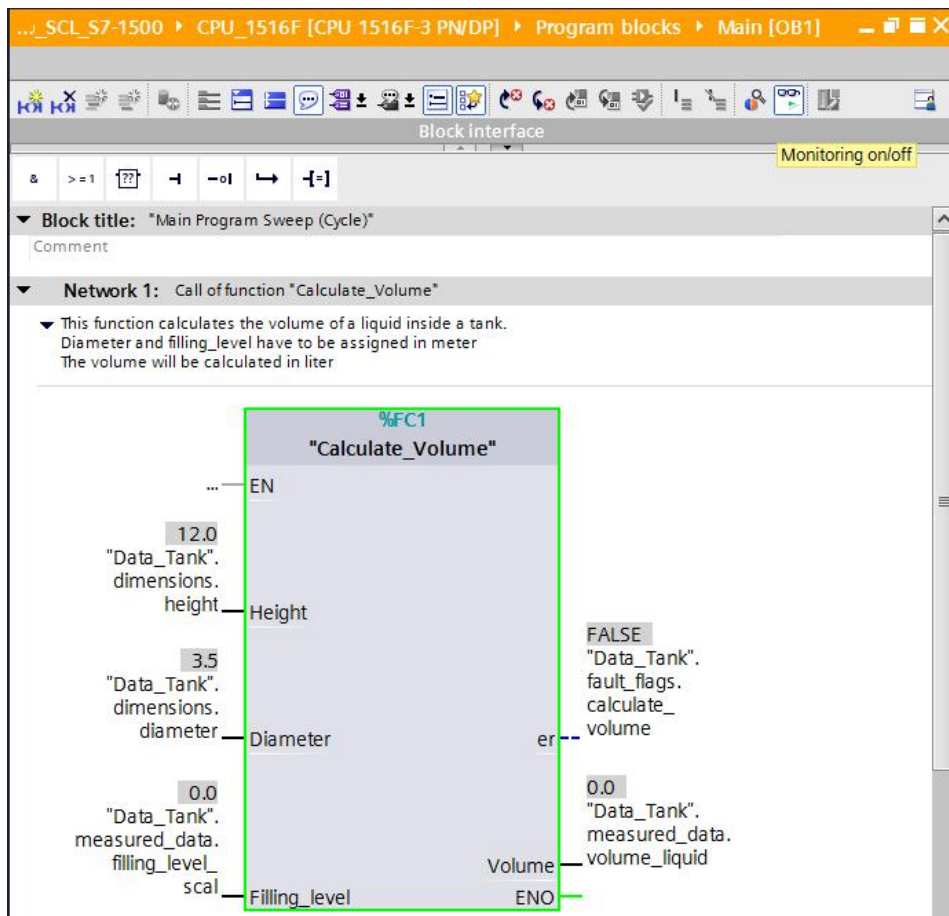 ..._SCL_S7-1500 ▸ CPU_1516F [CPU 1516F-3 PN/DP] ▸ Program blocks ▸ Main [OB1]
Block interface
Monitoring on/off
& >=1 ?? -o| -[=]
Block title: "Main Program Sweep (Cycle)"
Comment
Network 1: Call of function "Calculate_Volume"
This function calculates the volume of a liquid inside a tank.
Diameter and filling_level have to be assigned in meter
The volume will be calculated in liter
%FC1
"Calculate_Volume"
... EN
12.0
"Data_Tank".
dimensions.
height
Height
3.5
"Data_Tank".
dimensions.
diameter
Diameter
0.0
"Data_Tank".
measured_data.
filling_level_
scal
Filling_level
FALSE
"Data_Tank".
fault_flags.
calculate_
volume
er
0.0
"Data_Tank".
measured_data.
volume_liquid
Volume
ENO